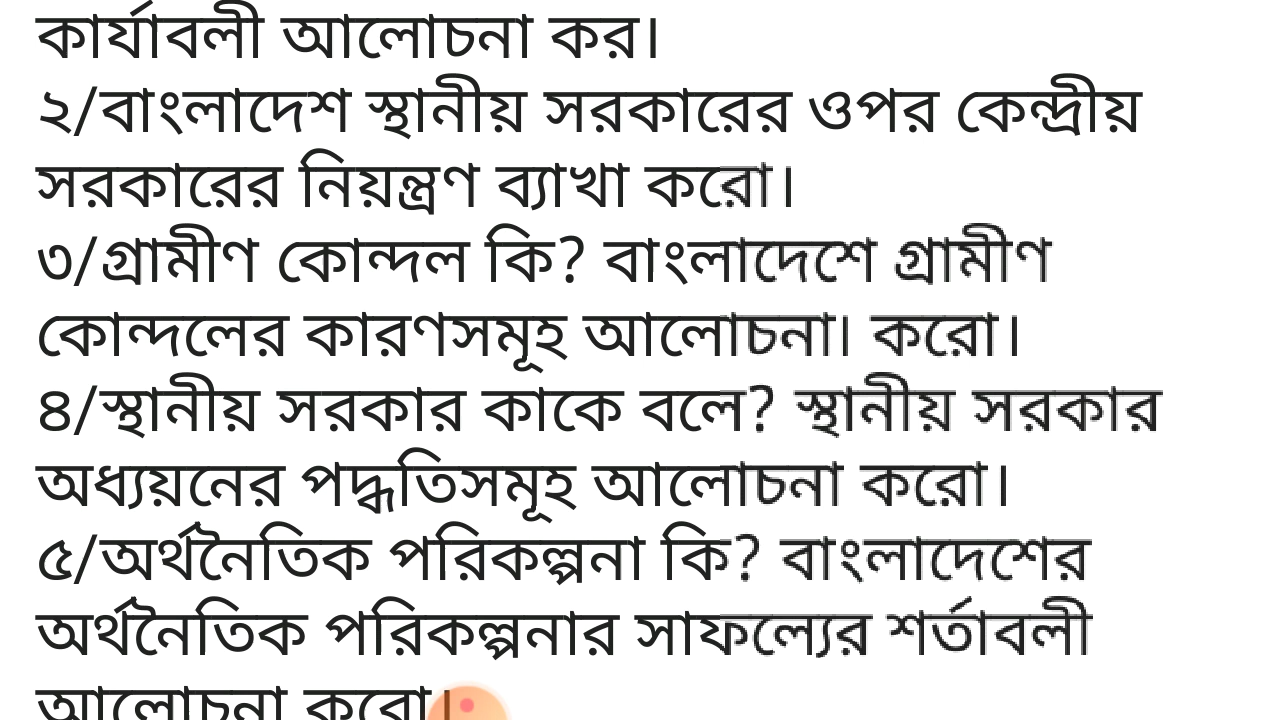 কার্যাবলী আলোচনা কর।
২/বাংলাদেশ স্থানীয় সরকারের ওপর কেন্দ্রীয়
সরকারের নিয়ন্ত্রণ ব্যাখা করো।
৩/গ্রামীণ কোন্দল কি? বাংলাদেশে গ্রামীণ
কোন্দলের কারণসমূহ আলোচনা। করো।
৪/স্থানীয় সরকার কাকে বলে? স্থানীয় সরকার
অধ্যয়নের পদ্ধতিসমূহ আলোচনা করো।
৫/অর্থনৈতিক পরিকল্পনা কি? বাংলাদেশের
অর্থনৈতিক পরিকল্পনার সাফল্যের শর্তাবলী
আলোচনা করো।